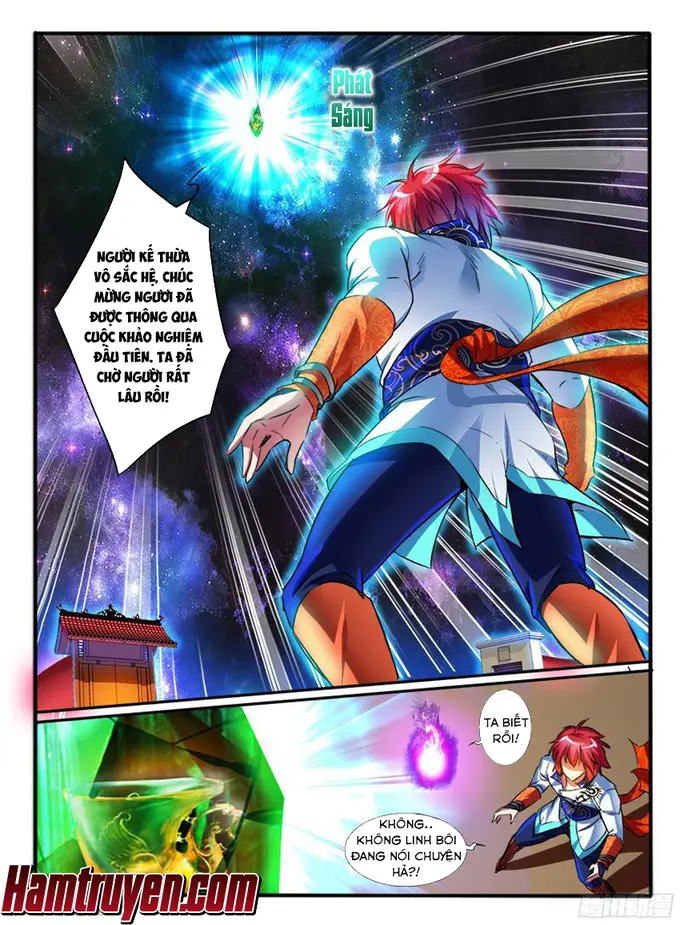 Phát
Sáng
NGƯỜI KẾ THỪA
VÔ SẮC HỆ, CHÚC
MỪNG NGƯƠI ĐÃ
ĐƯỢC THÔNG QUA
CUỘC KHẢO NGHIỆM
ĐẦU TIÊN. TA ĐÃ
CHỜ NGƯỜI RẤT
LÂU RỒI!
TA BIẾT
RỒI!
KHÔNG..
KHÔNG LINH BÔI
ĐANG NÓI CHUYỆN
HẢ?!
Hamtruyen.com